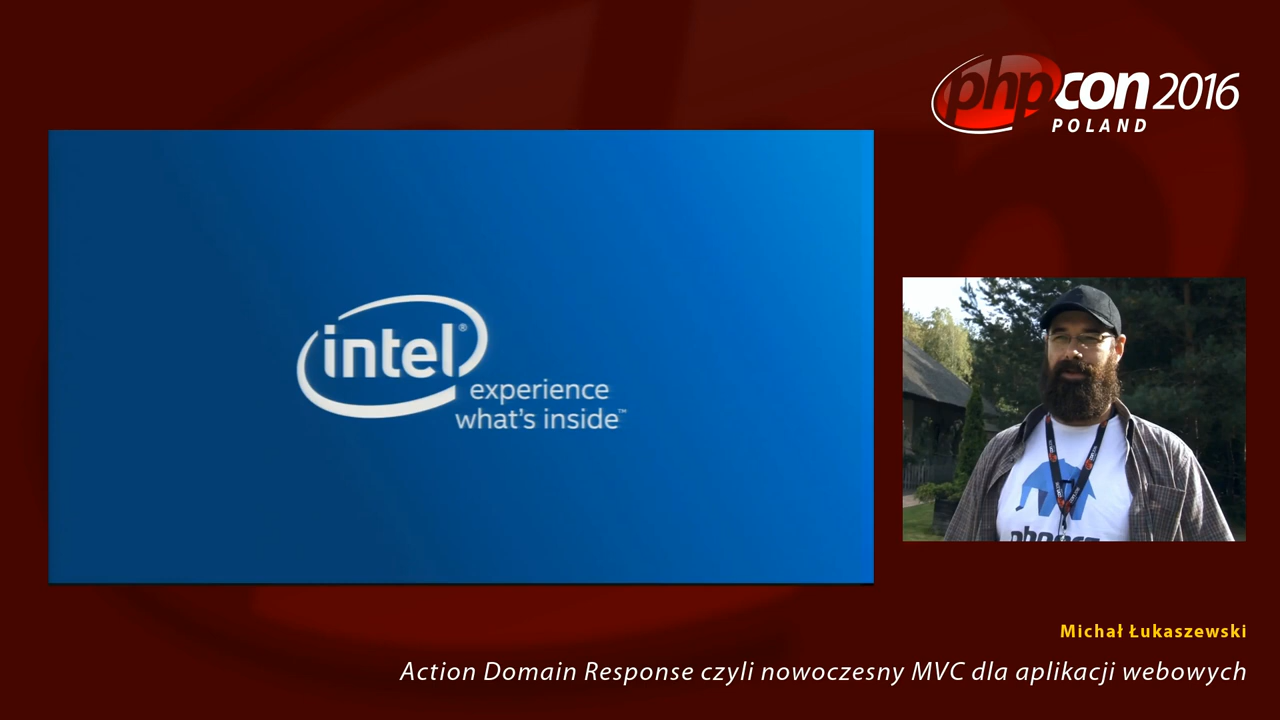 phpcon 2016
POLAND
intel®
experience
what's inside™
Michał Łukaszewski
Action Domain Response czyli nowoczesny MVC dla aplikacji webowych